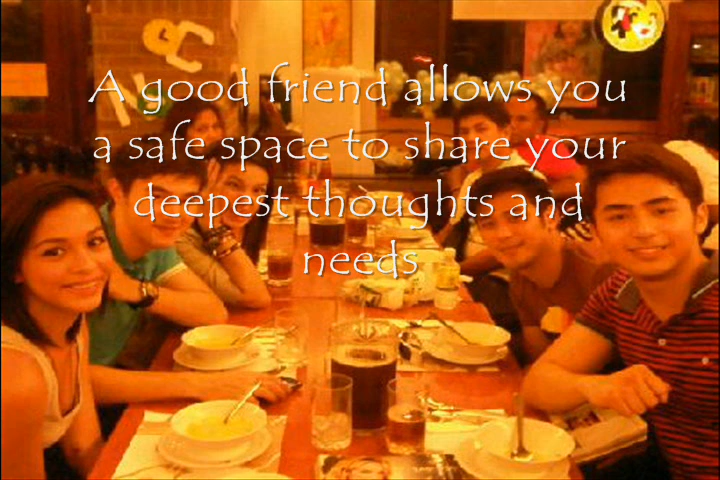 A good friend allows you
a safe space to share your
deepest thoughts and
needs